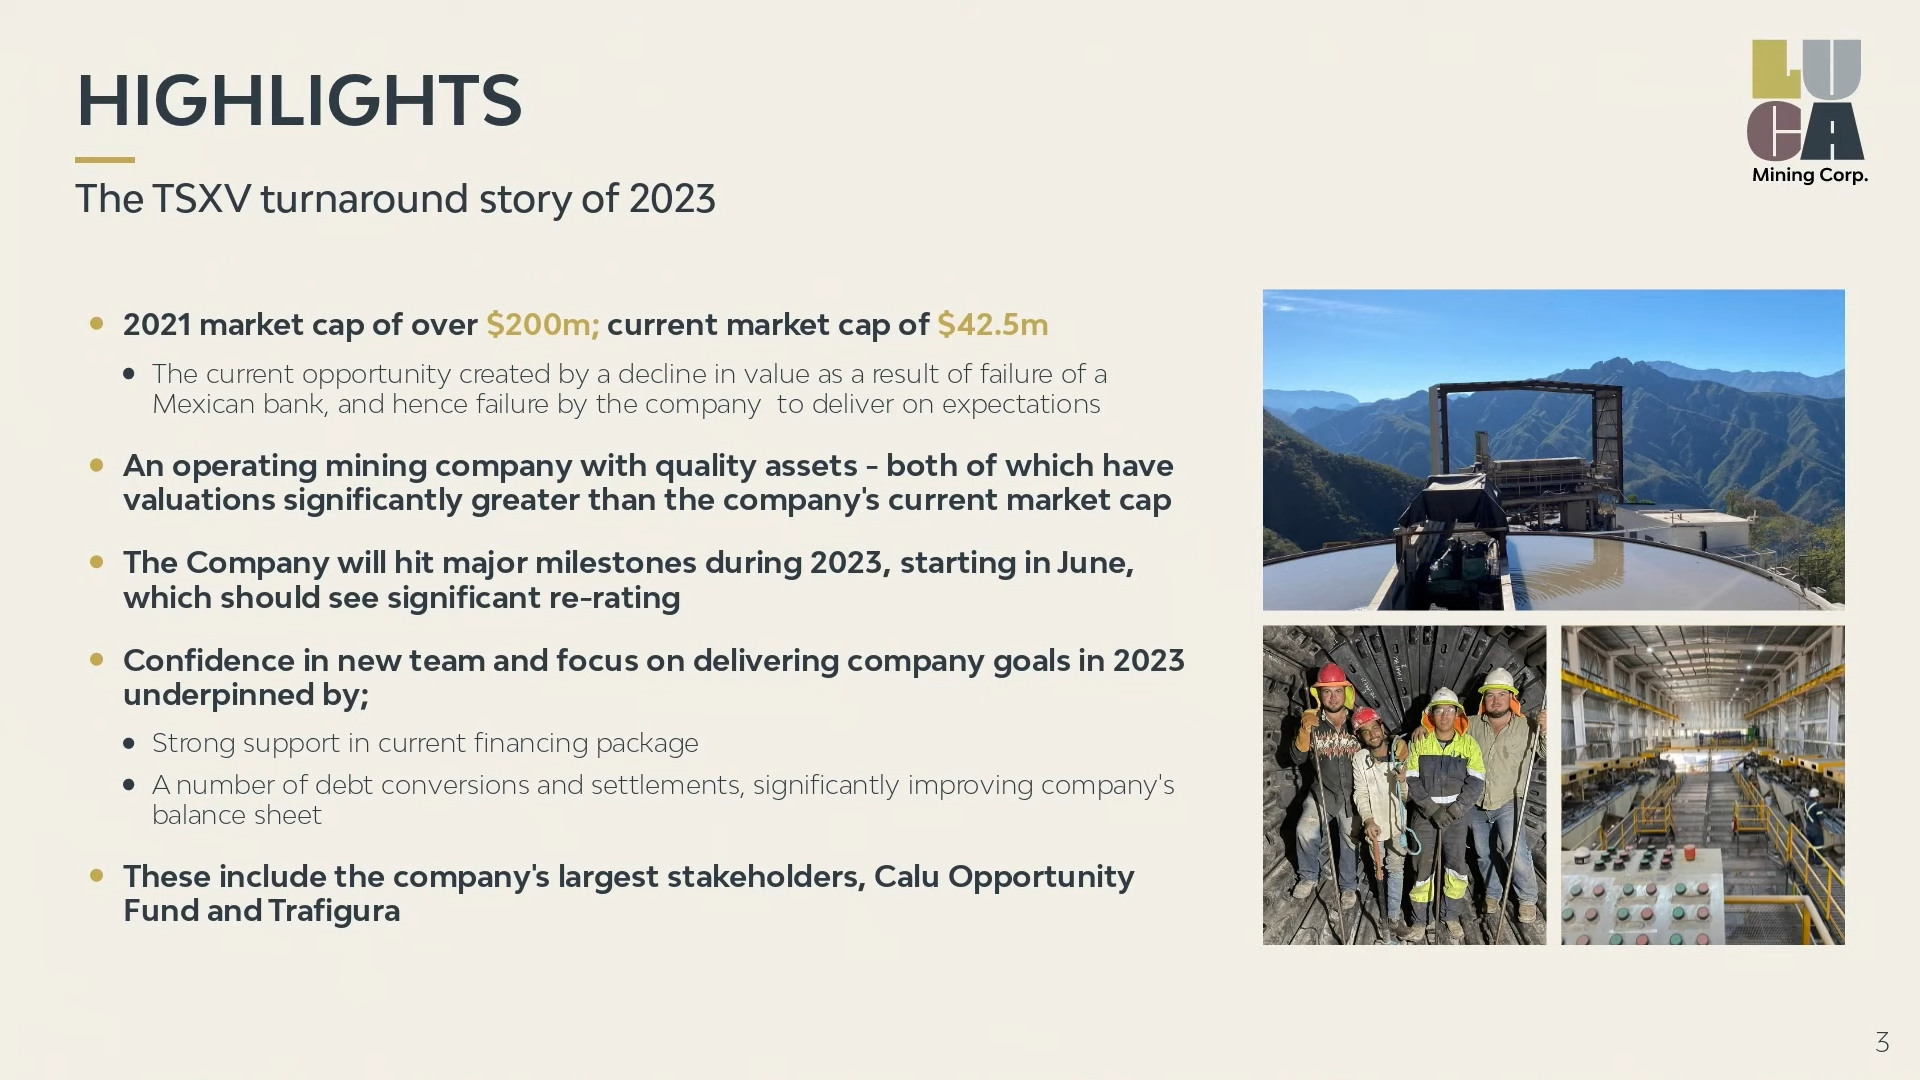 HIGHLIGHTS
LUCA
Mining Corp.
The TSXV turnaround story of 2023
2021 market cap of over $200m; current market cap of $42.5m
The current opportunity created by a decline in value as a result of failure of a
Mexican bank, and hence failure by the company to deliver on expectations
An operating mining company with quality assets - both of which have
valuations significantly greater than the company's current market cap
The Company will hit major milestones during 2023, starting in June,
which should see significant re-rating
Confidence in new team and focus on delivering company goals in 2023
underpinned by;
Strong support in current financing package
A number of debt conversions and settlements, significantly improving company's
balance sheet
These include the company's largest stakeholders, Calu Opportunity
Fund and Trafigura
3